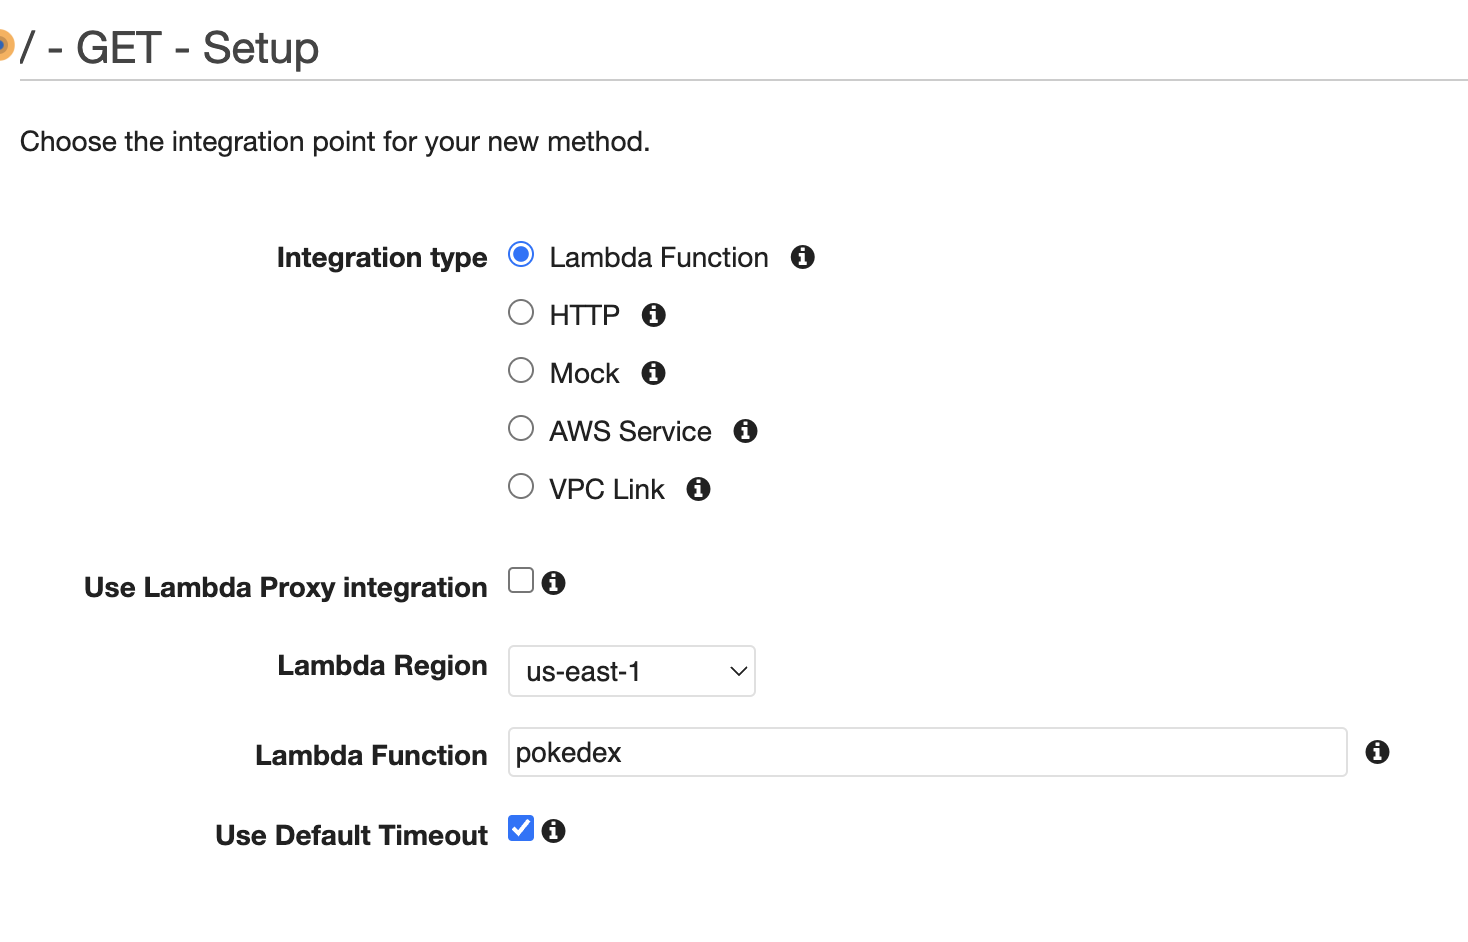 / - GET - Setup
Choose the integration point for your new method.
Integration type Lambda Function
HTTP
Mock
AWS Service
VPC Link
Use Lambda Proxy integration
Lambda Region us-east-1
Lambda Function pokedex
Use Default Timeout